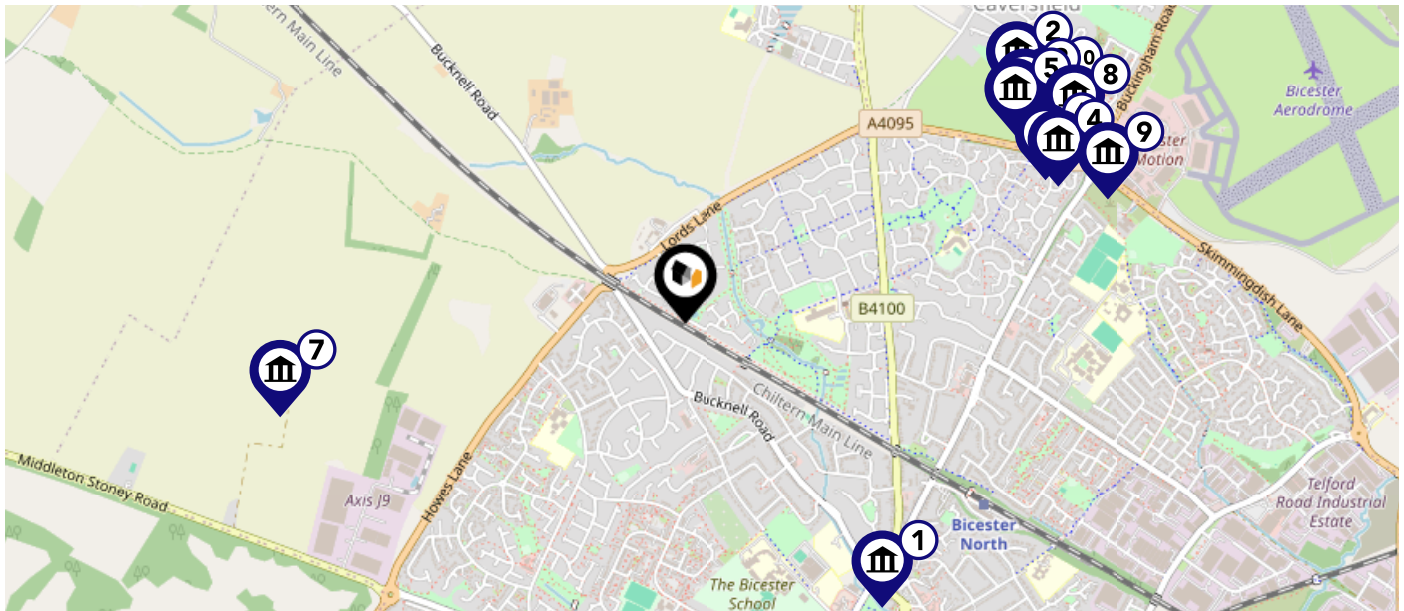 Caversfield
2
0
5
8
4
9
Chiltern Main Line
Bucknell Road
Buckingham Road
Bicester
Aerodrome
A4095
Motion
Lords Lane
Skimmingdish Lane
B4100
7
Bucknell Road
Chiltern Main Line
Middleton Stoney Road
Axis J9
Howes Lane
Telford
Road Industrial
Estate
Bicester
North
1
The Bicester
School